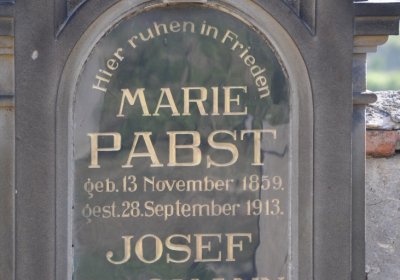 Hier ruhen in Frieden
MARIE
PABST
geb. 13 November 1859.
gest. 28. September 1913.
JOSEF